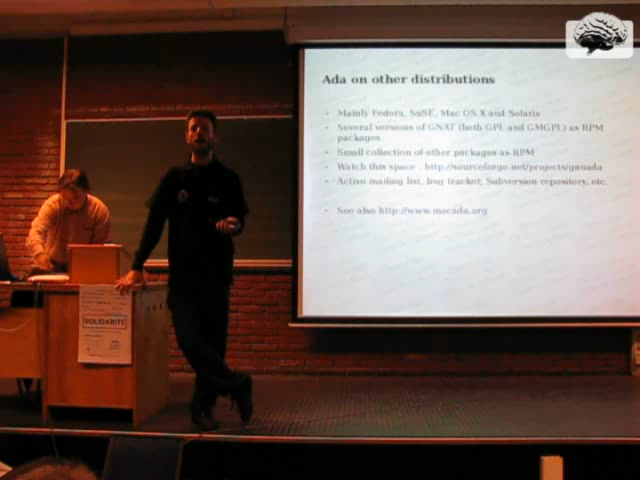 Ada on other distributions
- Mainly Fedora, SuSE, Mac OS X and Solaris
- Several versions of GNAT (both GPL and GMGPL) as RPM
packages
- Small collection of other packages as RPM
- Watch this space : http://sourceforge.net/projects/gnuada
- Active mailing list, bug tracker, Subversion repository, etc.
- See also http://www.macada.org
SOLIDARITÉ